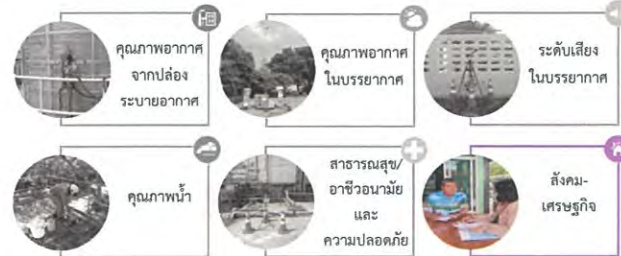 คุณภาพอากาศ
จากปล่อง
ระบายอากาศ
คุณภาพอากาศ
ในบรรยากาศ
ระดับเสียง
ในบรรยากาศ
คุณภาพน้ำ
สาธารณสุข/
อาชีวอนามัย
และ
ความปลอดภัย
สังคม-
เศรษฐกิจ